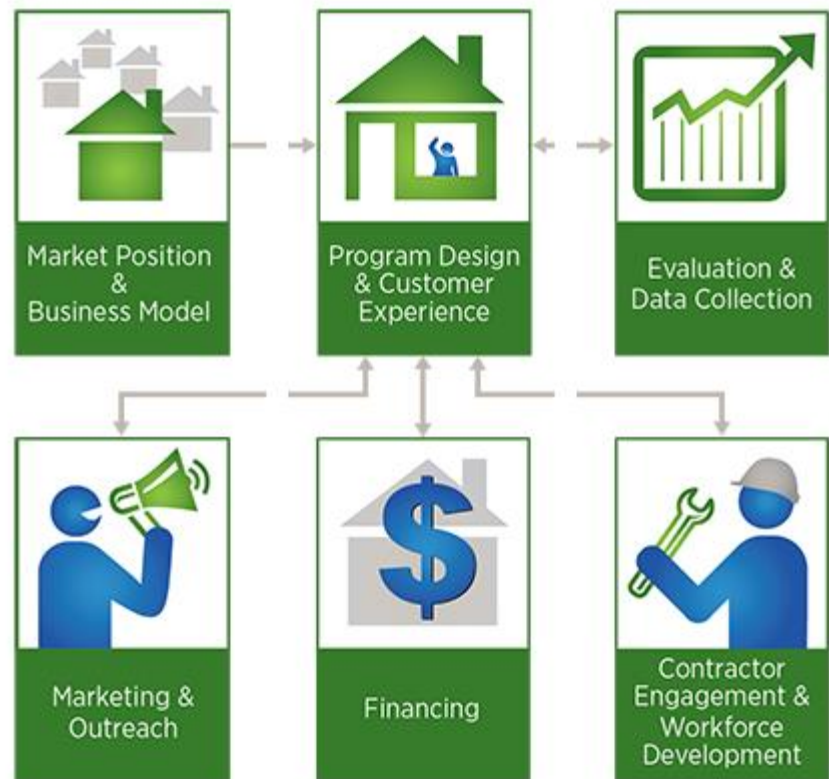 Market Position
&
Business Model
Program Design
& Customer
Experience
Evaluation &
Data Collection
Marketing &
Outreach
Financing
Contractor
Engagement &
Workforce
Development